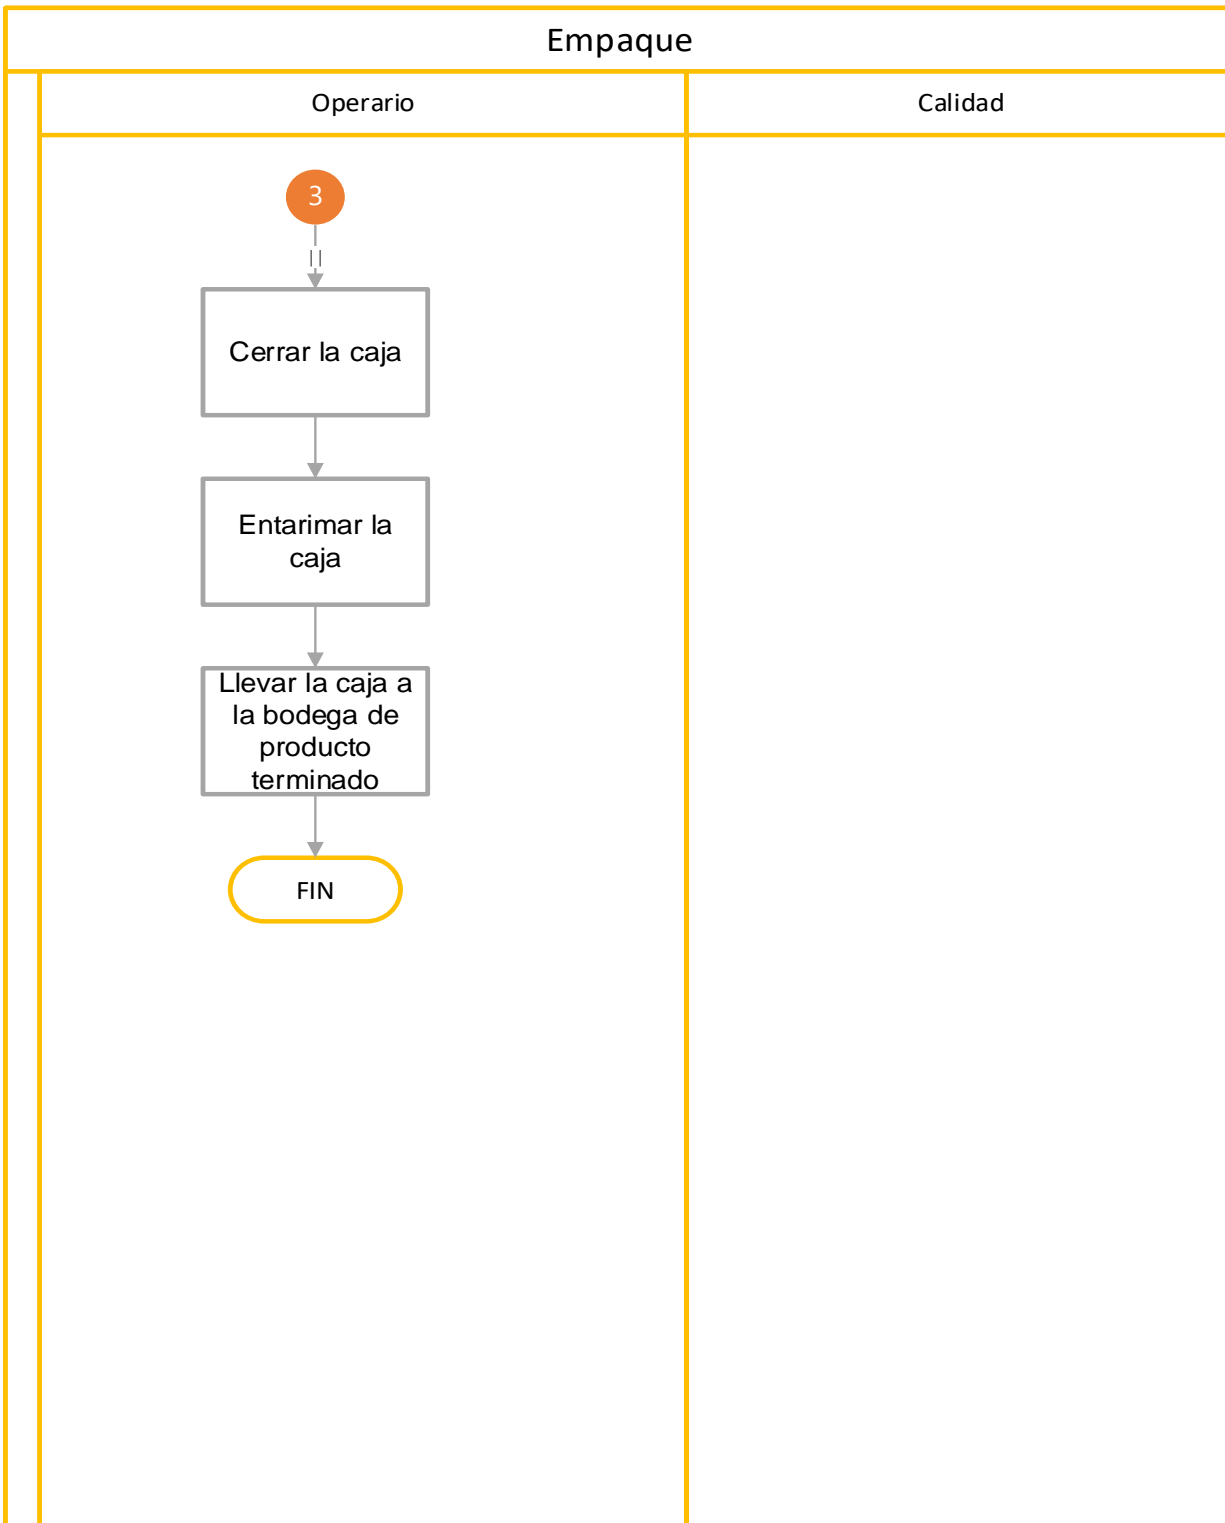 Empaque
Operario
Calidad
3
Cerrar la caja
Entarimar la
caja
Llevar la caja a
la bodega de
producto
terminado
FIN